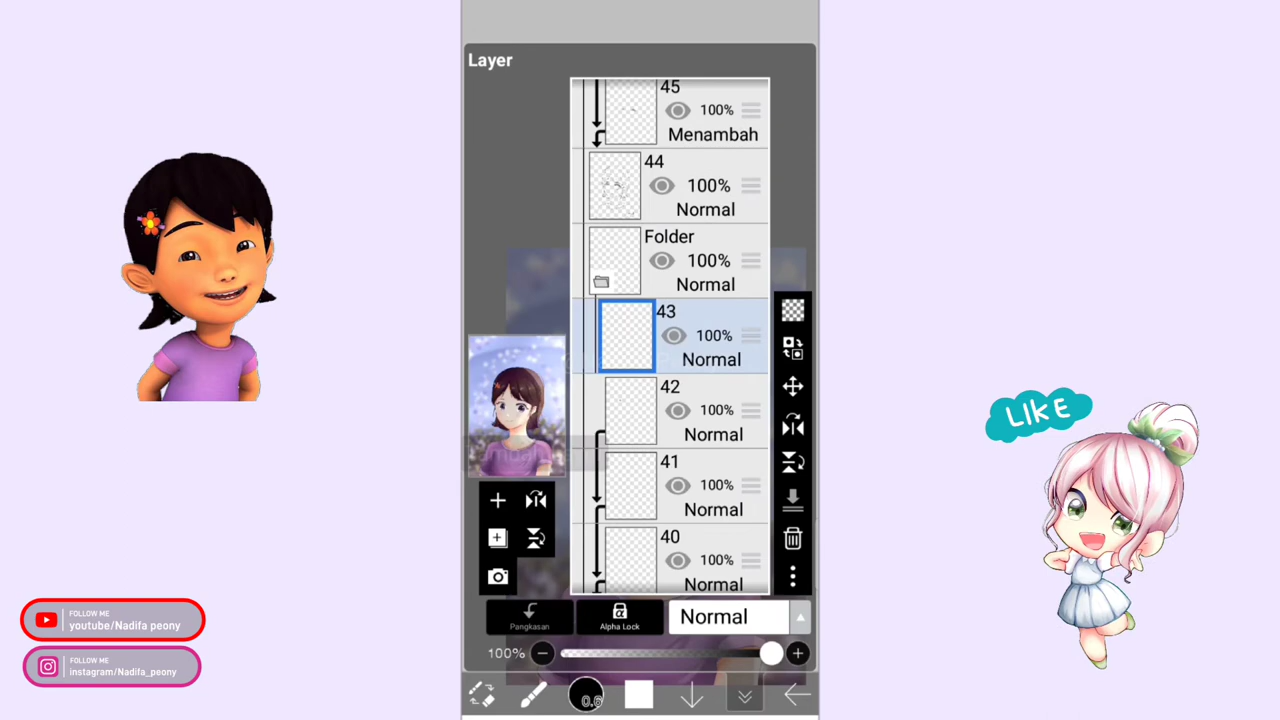 Layer
45
100%
Menambah
44
100%
Normal
Folder
100%
Normal
43
100%
Normal
42
100%
Normal
41
100%
Normal
40
100%
Normal
Pangkasan
Alpha Lock
Normal
100%
0.6
LIKE
FOLLOW ME
youtube/Nadifa peony
FOLLOW ME
instagram/Nadifa_peony